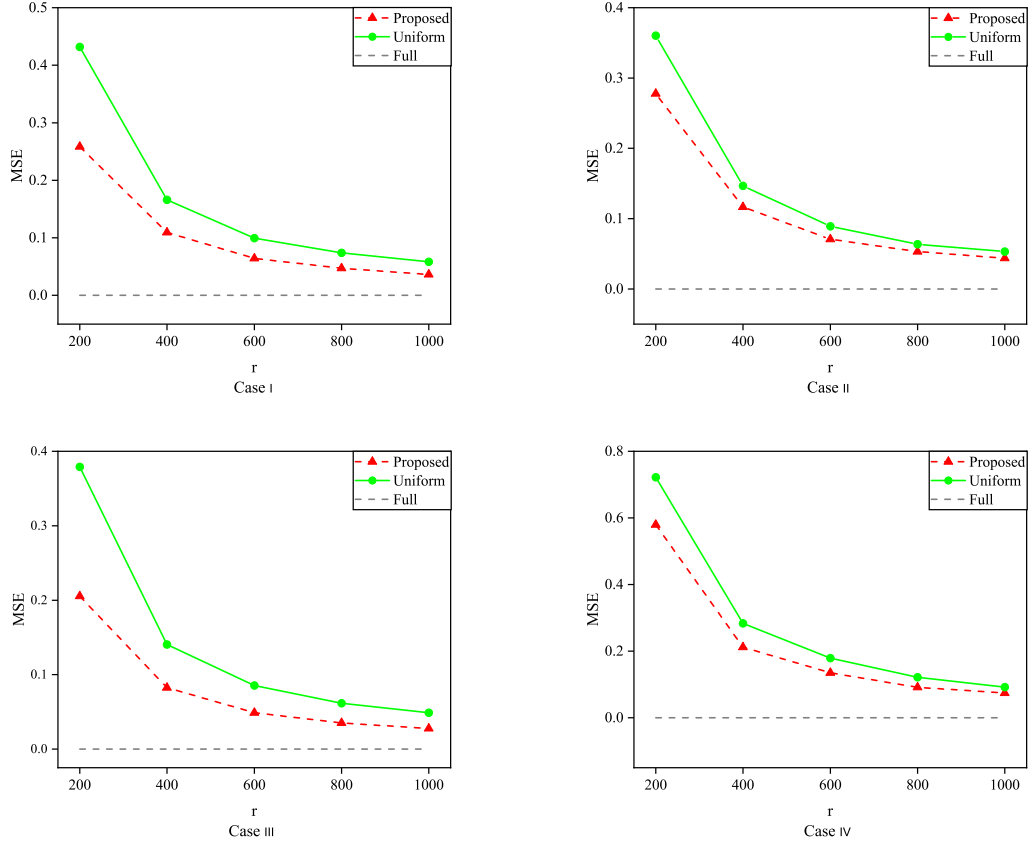 0.5
0.4
0.3
0.2
0.1
0.0
MSE
200 400 600 800 1000
r
Case I
Proposed
Uniform
Full
0.4
0.3
0.2
0.1
0.0
MSE
200 400 600 800 1000
r
Case II
Proposed
Uniform
Full
0.4
0.3
0.2
0.1
0.0
MSE
200 400 600 800 1000
r
Case III
Proposed
Uniform
Full
0.8
0.6
0.4
0.2
0.0
MSE
200 400 600 800 1000
r
Case IV
Proposed
Uniform
Full